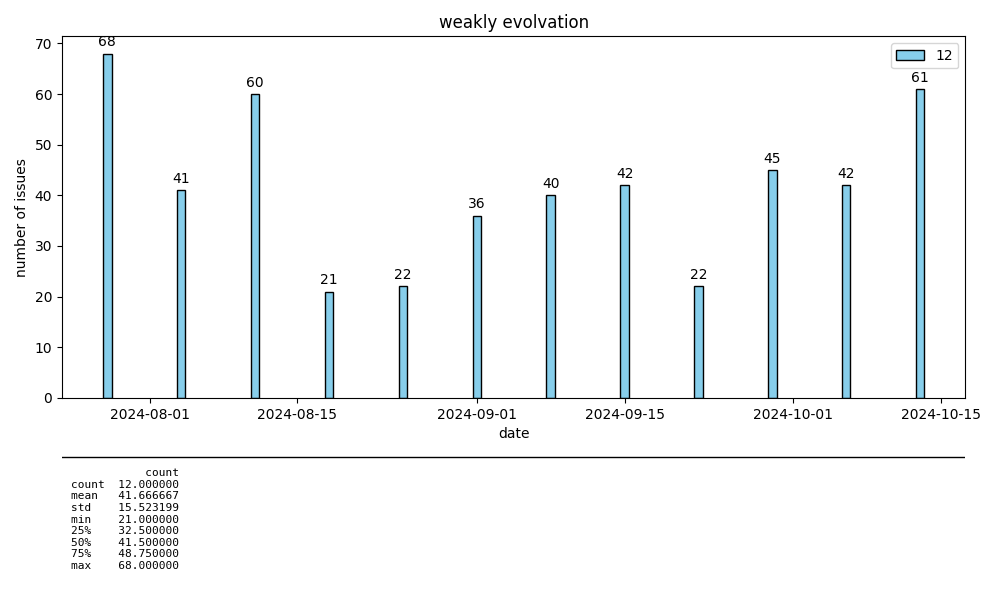 weakly evolvation
12
number of issues
70
60
50
40
30
20
10
0
68
41
60
21
22
36
40
42
22
45
42
61
2024-08-01 2024-08-15 2024-09-01 2024-09-15 2024-10-01 2024-10-15
date
count
count 12.000000
mean 41.666667
std 15.523199
min 21.000000
25% 32.500000
50% 41.500000
75% 48.750000
max 68.000000